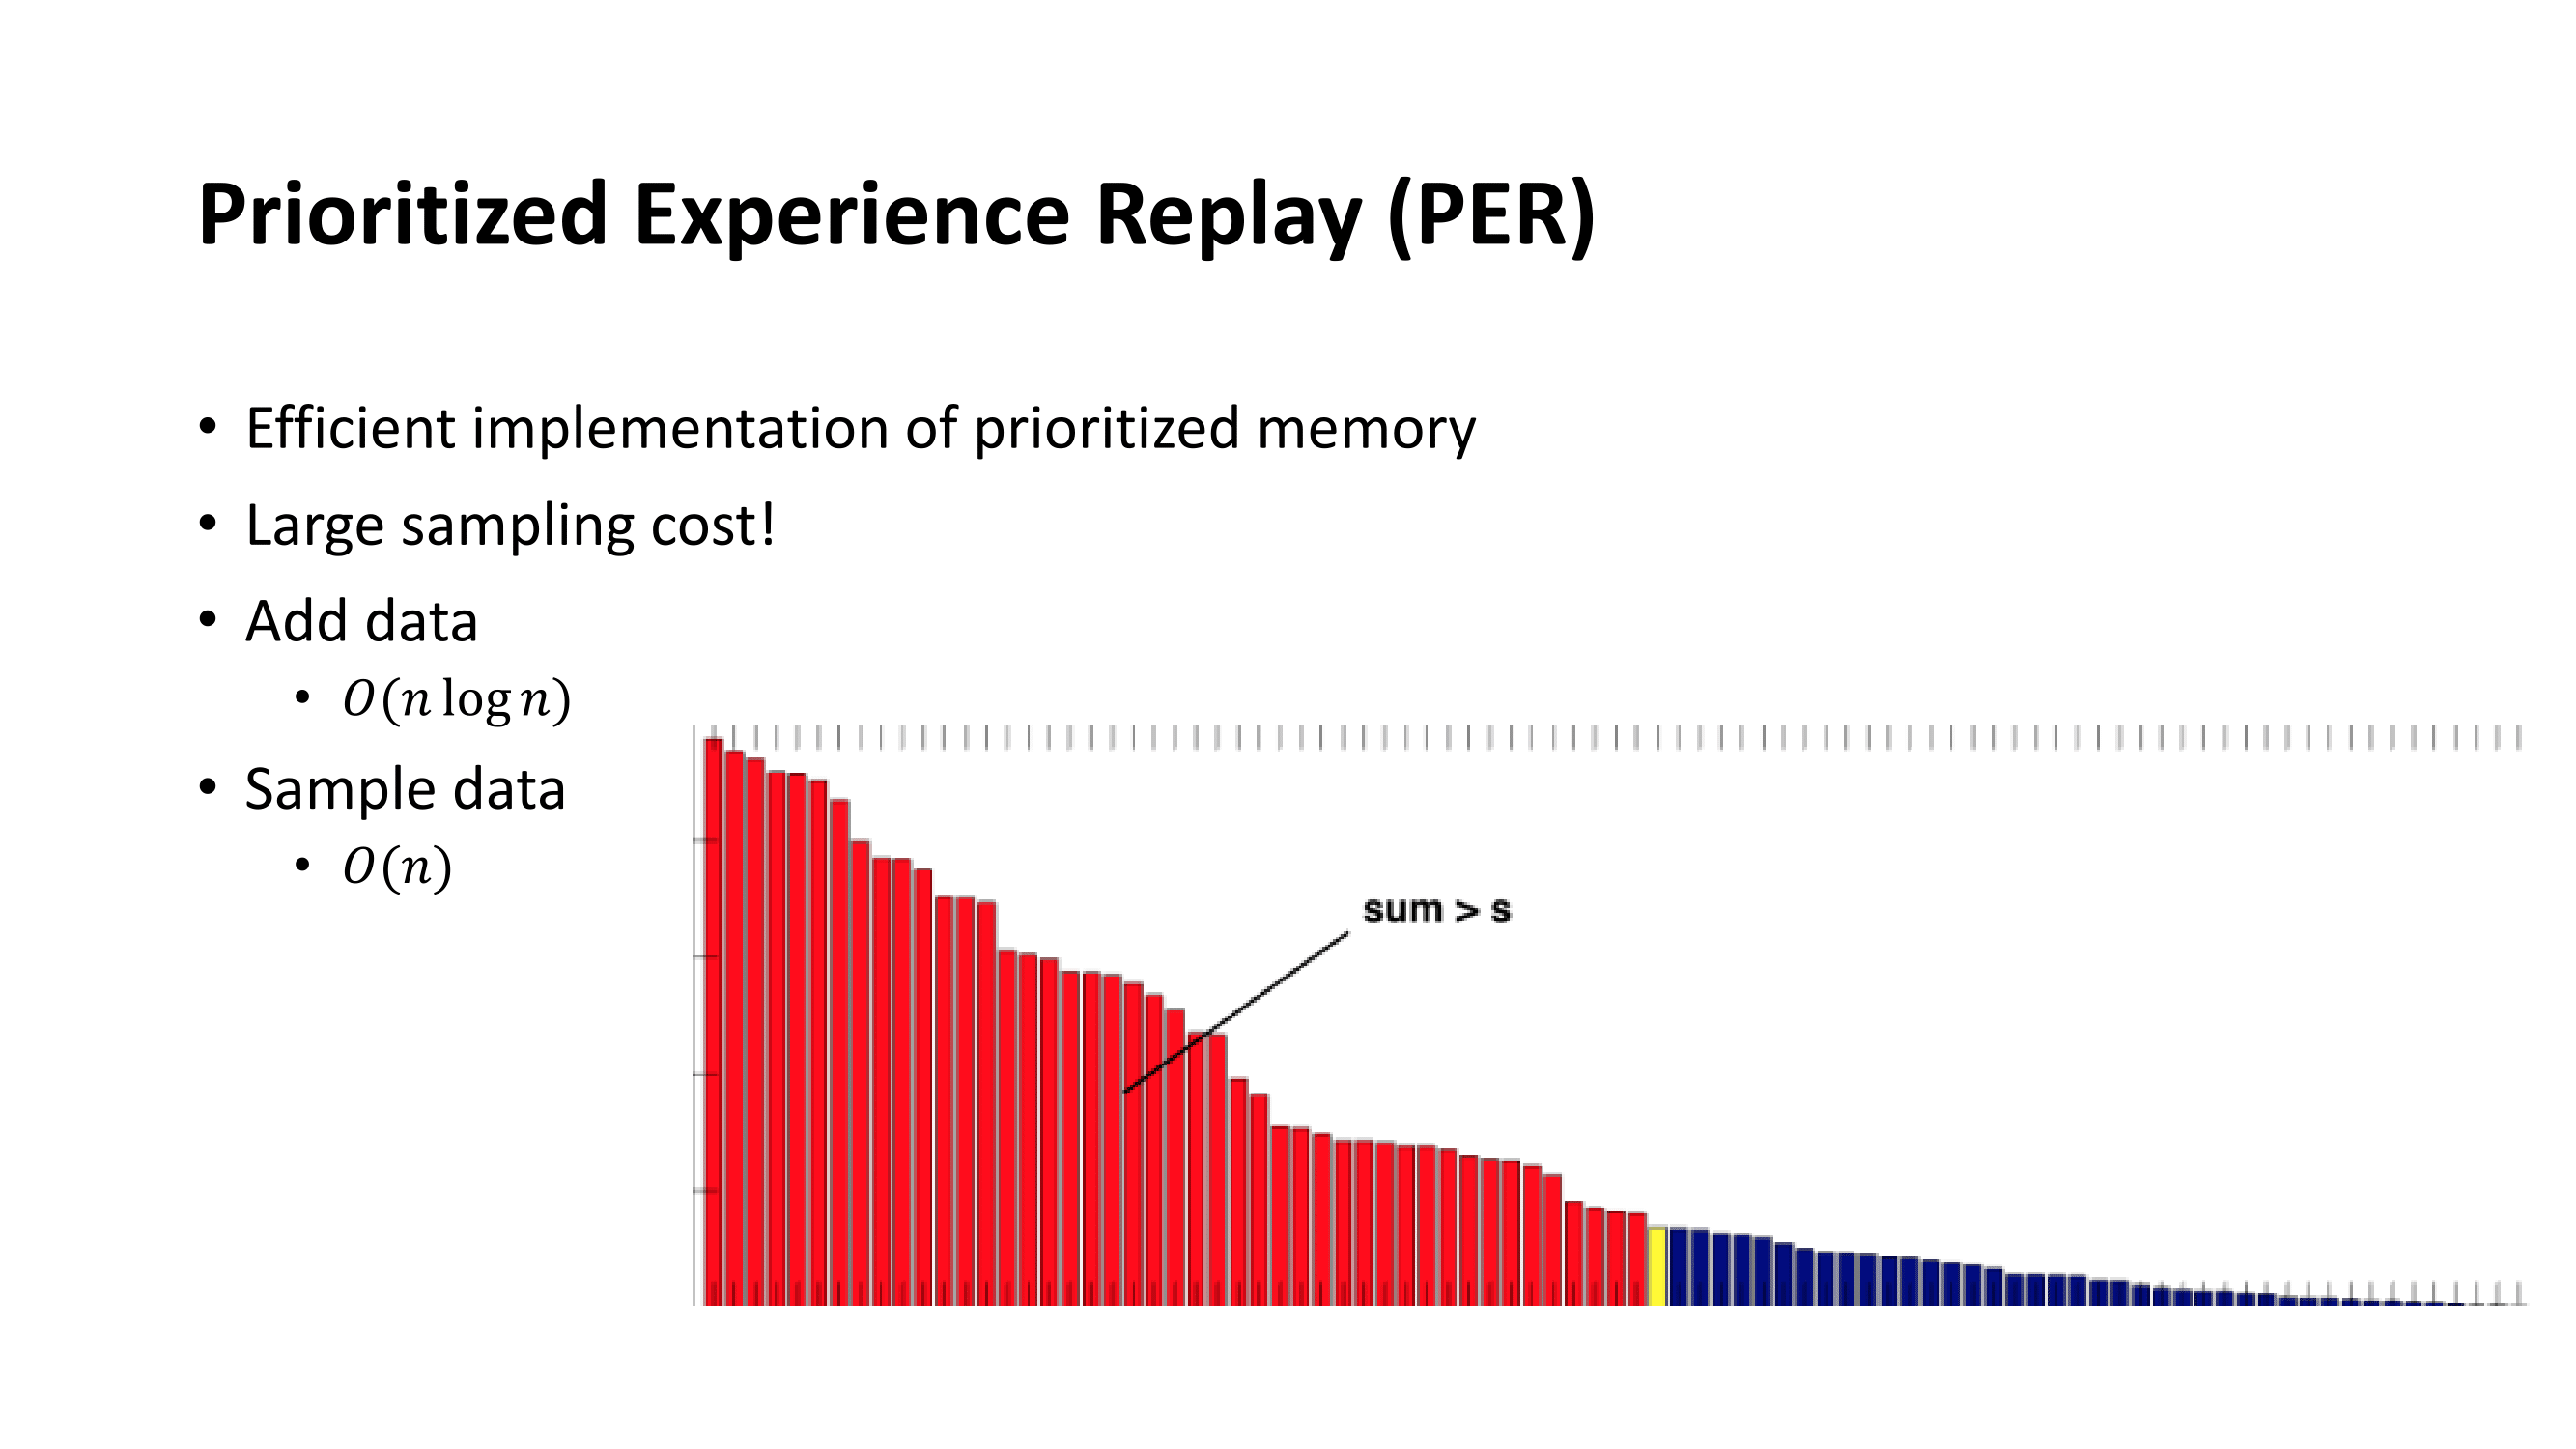 Prioritized Experience Replay (PER)
• Efficient implementation of prioritized memory
• Large sampling cost!
• Add data
• O(n log n)
• Sample data
• O(n)
sum > s